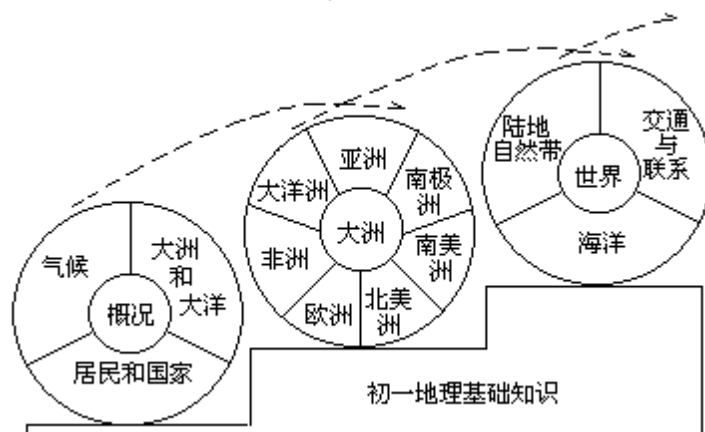 气候
大洲
和
大洋
概况
居民和国家
亚洲
大洋洲
南极
洲
大洲
非洲
南美
洲
欧洲
北美
洲
陆地
自然带
交通
与
联系
世界
海洋
初一地理基础知识